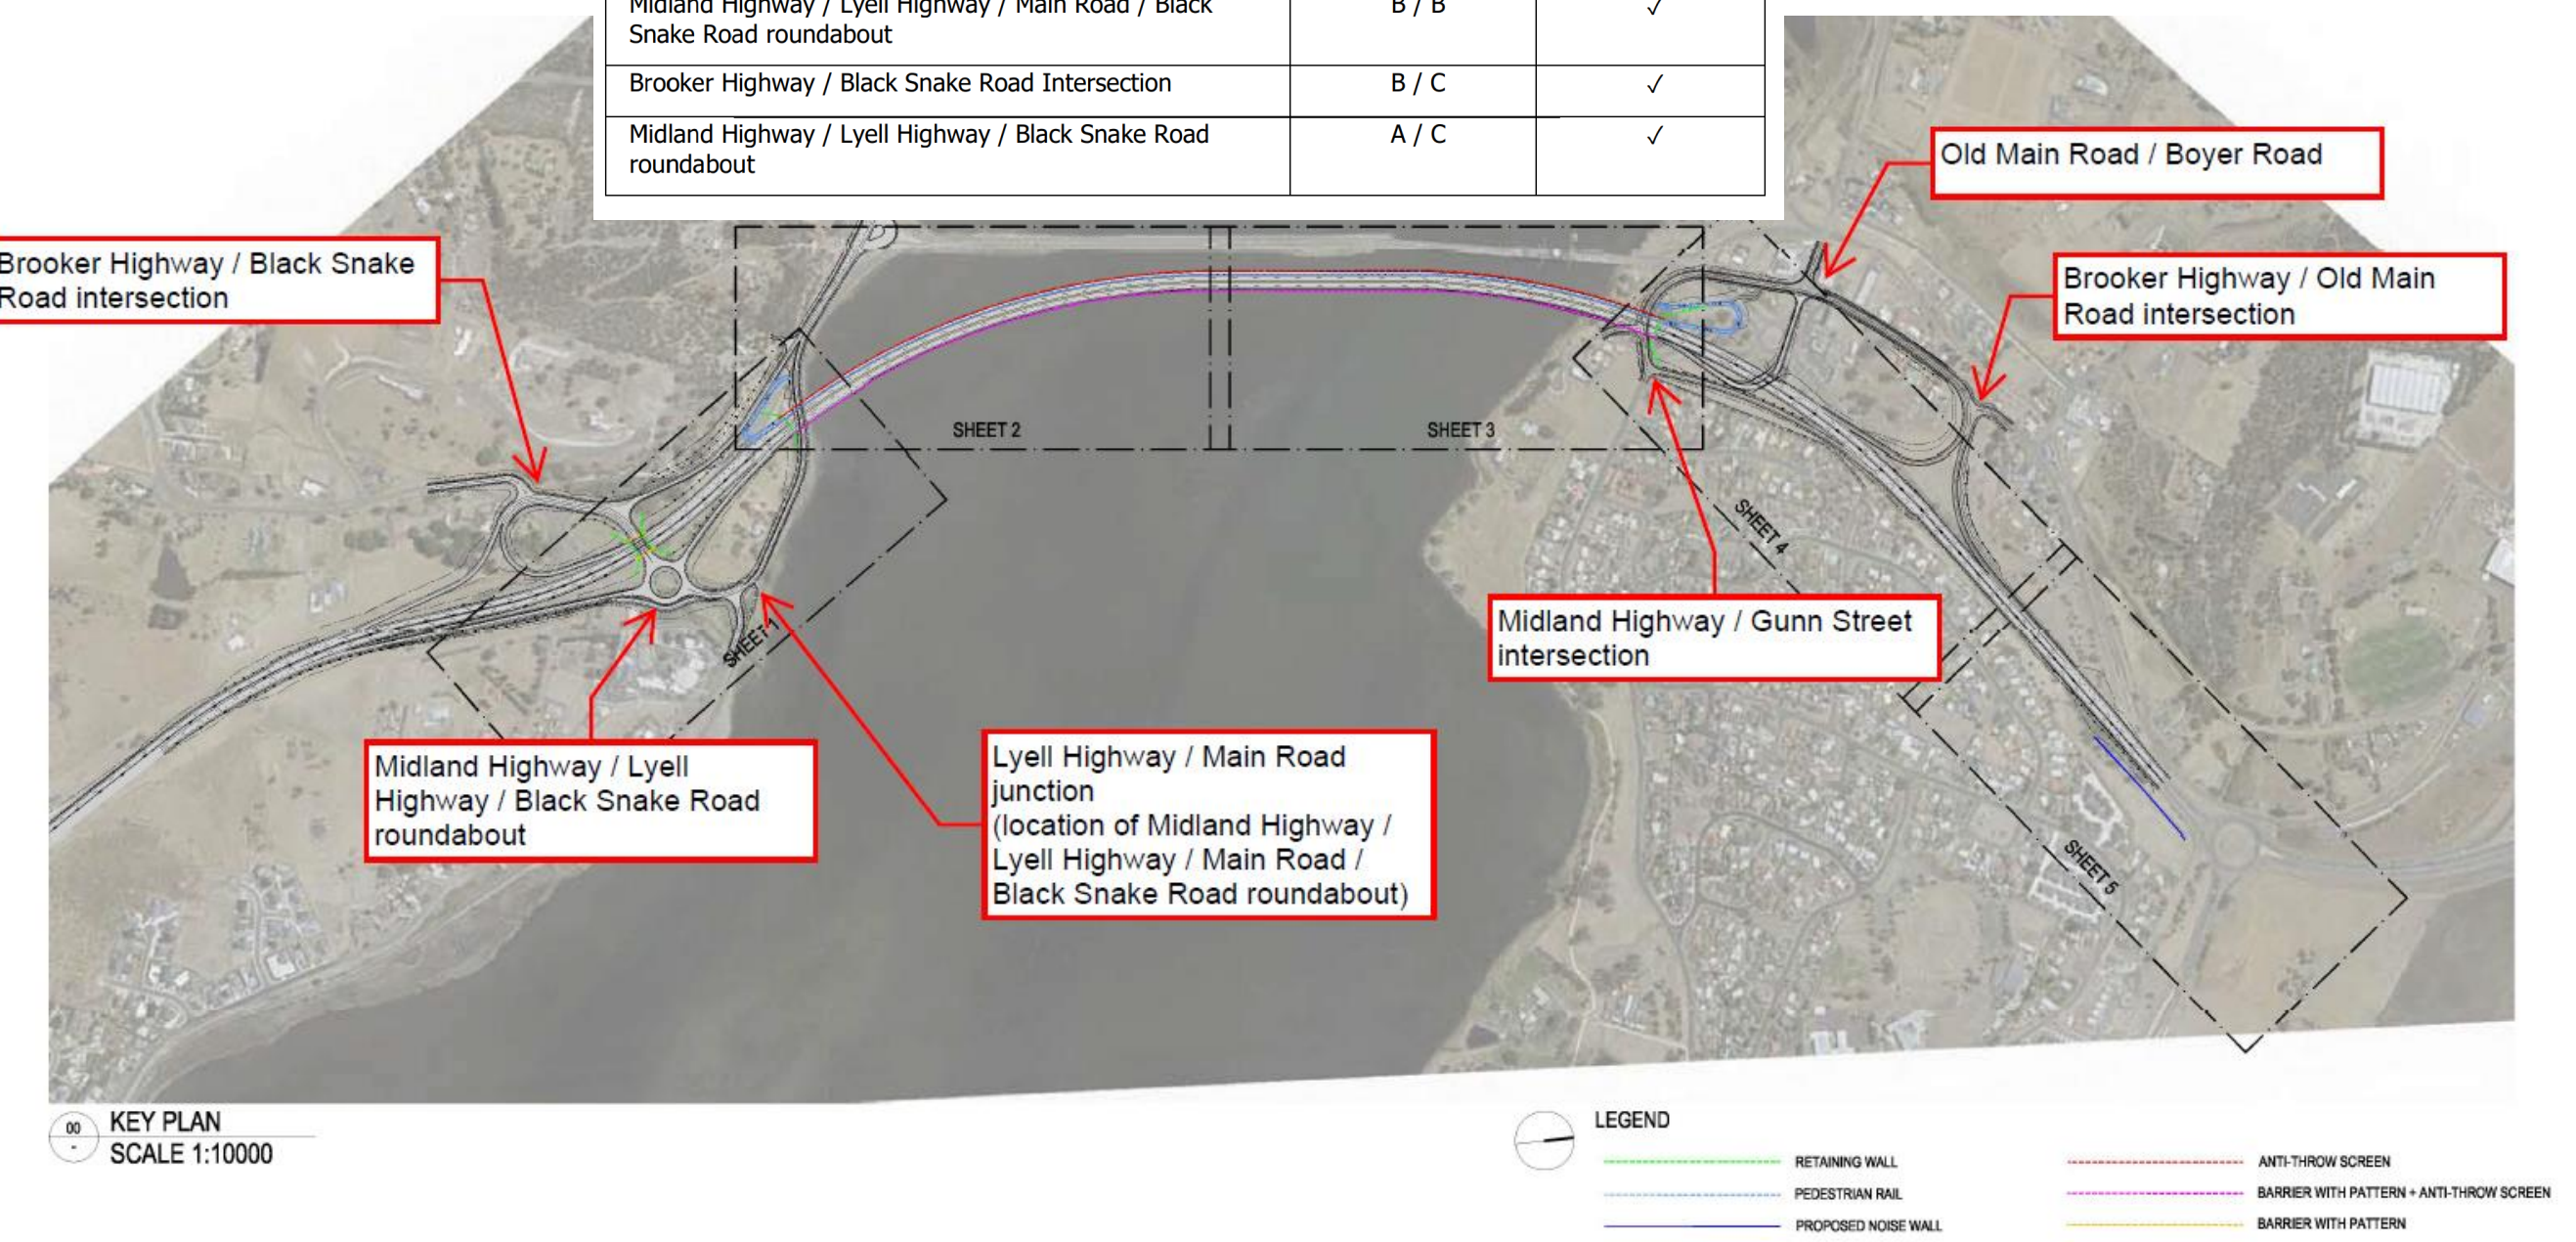 Midland Highway / Lyell Highway / Main Road / Black
Snake Road roundabout
B / B
✓
Brooker Highway / Black Snake Road Intersection
B / C
✓
Midland Highway / Lyell Highway / Black Snake Road
roundabout
A / C
✓
Old Main Road / Boyer Road
Brooker Highway / Black Snake
Road intersection
Brooker Highway / Old Main
Road intersection
SHEET 2
SHEET 3
SHEET 4
Midland Highway / Gunn Street
intersection
SHEET 1
Midland Highway / Lyell
Highway / Black Snake Road
roundabout
Lyell Highway / Main Road
junction
(location of Midland Highway /
Lyell Highway / Main Road /
Black Snake Road roundabout)
SHEET 5
00
-
KEY PLAN
SCALE 1:10000
LEGEND
RETAINING WALL
PEDESTRIAN RAIL
PROPOSED NOISE WALL
ANTI-THROW SCREEN
BARRIER WITH PATTERN + ANTI-THROW SCREEN
BARRIER WITH PATTERN